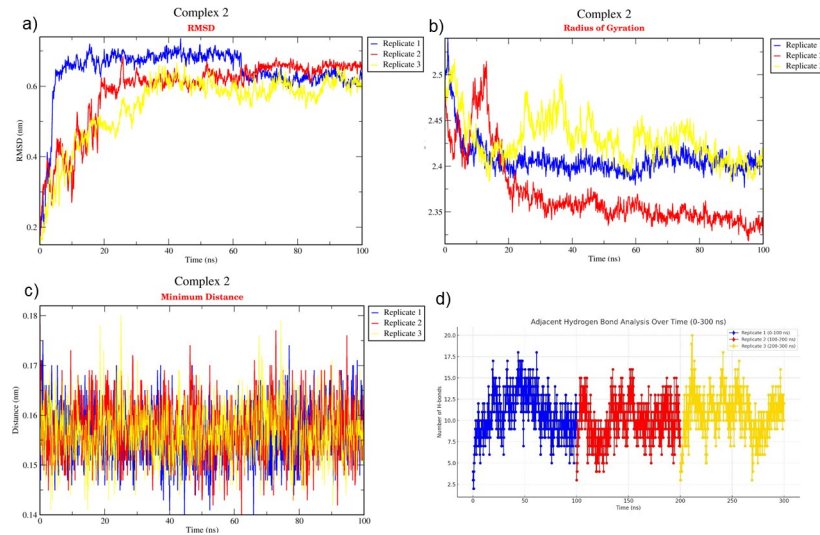 a)
Complex 2
RMSD
Replicate 1
Replicate 2
Replicate 3
RMSD (nm)
0.6
0.4
0.2
0 20 40 60 80 100
Time (ns)
b)
Complex 2
Radius of Gyration
Replicate
Replicate
Replicate
2.5
2.45
2.4
2.35
0 20 40 60 80 100
Time (ns)
c)
Complex 2
Minimum Distance
Replicate 1
Replicate 2
Replicate 3
Distance (nm)
0.18
0.17
0.16
0.15
0.14
0 20 40 60 80 100
Time (ns)
d)
Adjacent Hydrogen Bond Analysis Over Time (0-300 ns)
Replicate 1 (0-100 ns)
Replicate 2 (100-200 ns)
Replicate 3 (200-300 ns)
Number of H-bonds
20.0
17.5
15.0
12.5
10.0
7.5
5.0
2.5
0 50 100 150 200 250 300
Time (ns)